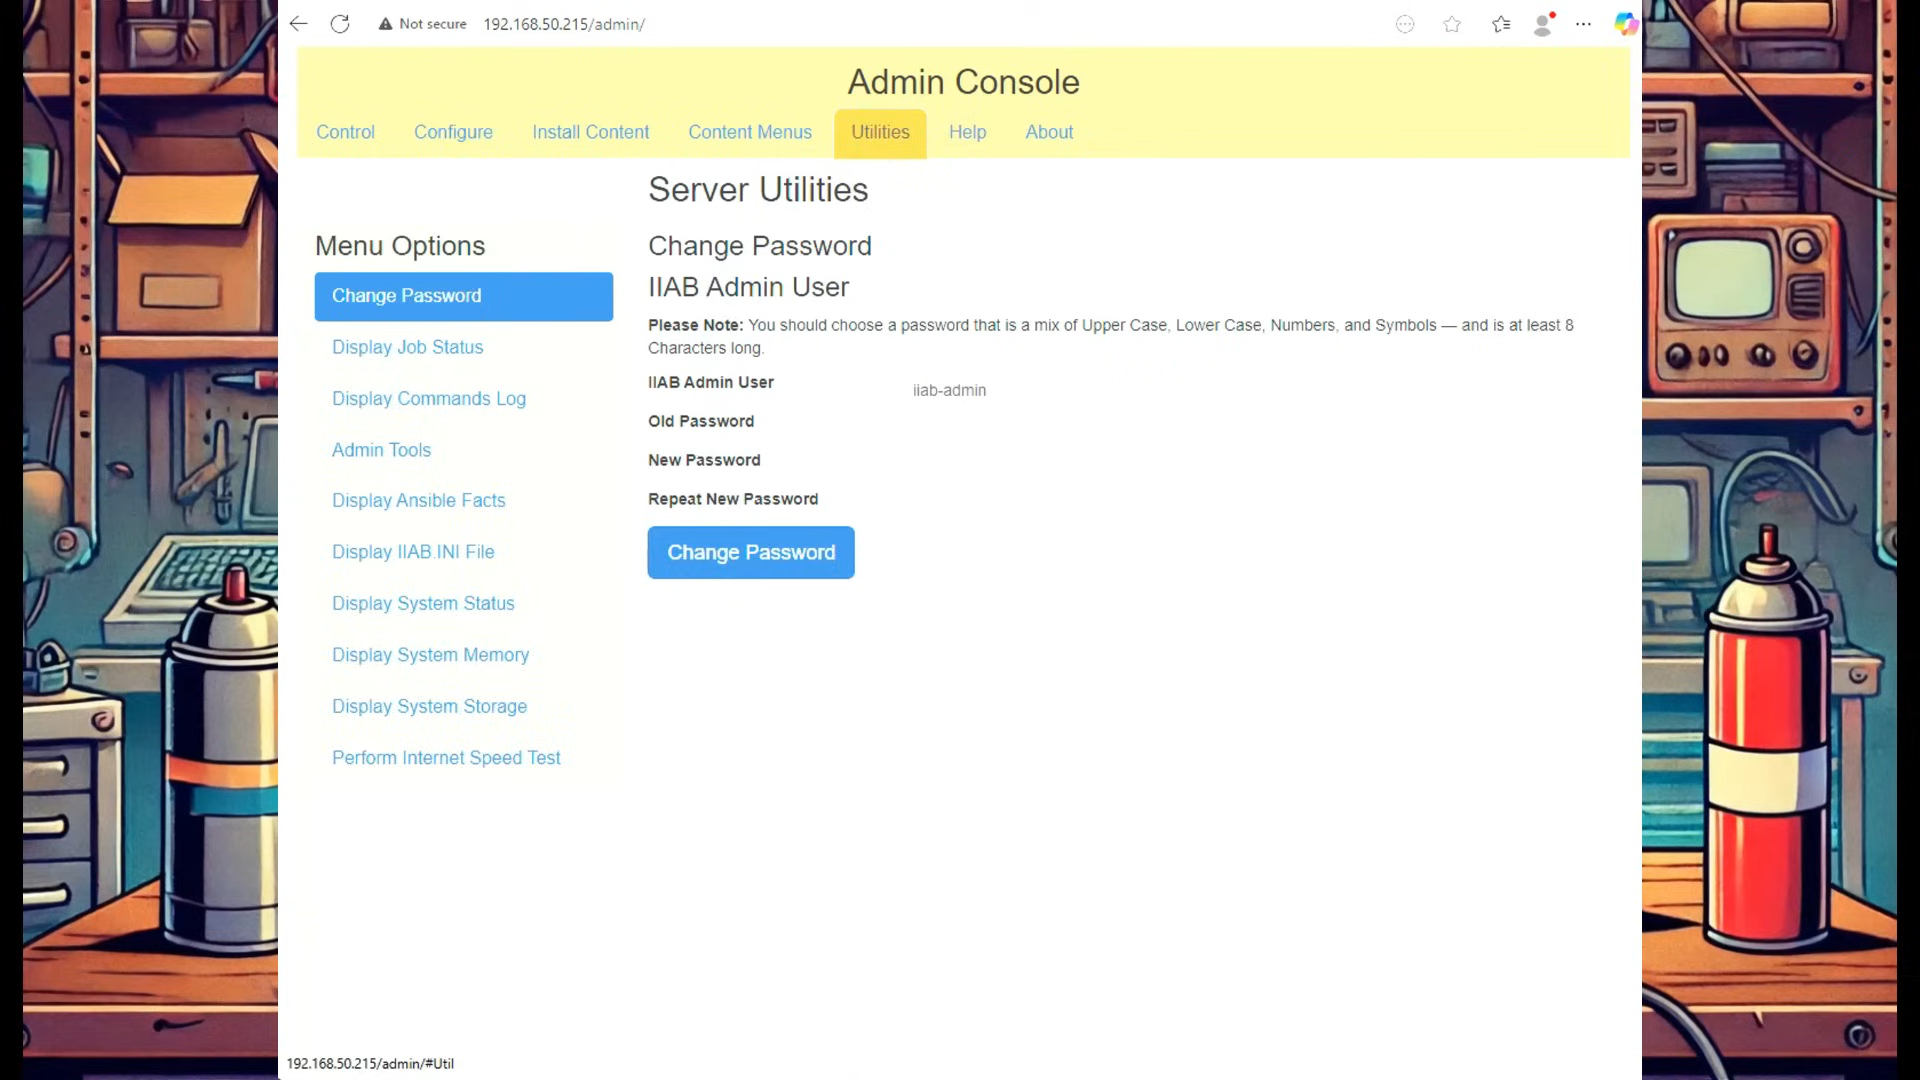 Not secure 192.168.50.215/admin/
Admin Console
Control Configure Install Content Content Menus Utilities Help About
Server Utilities
Menu Options
Change Password
Display Job Status
Display Commands Log
Admin Tools
Display Ansible Facts
Display IIAB.INI File
Display System Status
Display System Memory
Display System Storage
Perform Internet Speed Test
Change Password
IIAB Admin User
Please Note: You should choose a password that is a mix of Upper Case, Lower Case, Numbers, and Symbols — and is at least 8
Characters long.
IIAB Admin User iiab-admin
Old Password
New Password
Repeat New Password
Change Password
192.168.50.215/admin/#Util